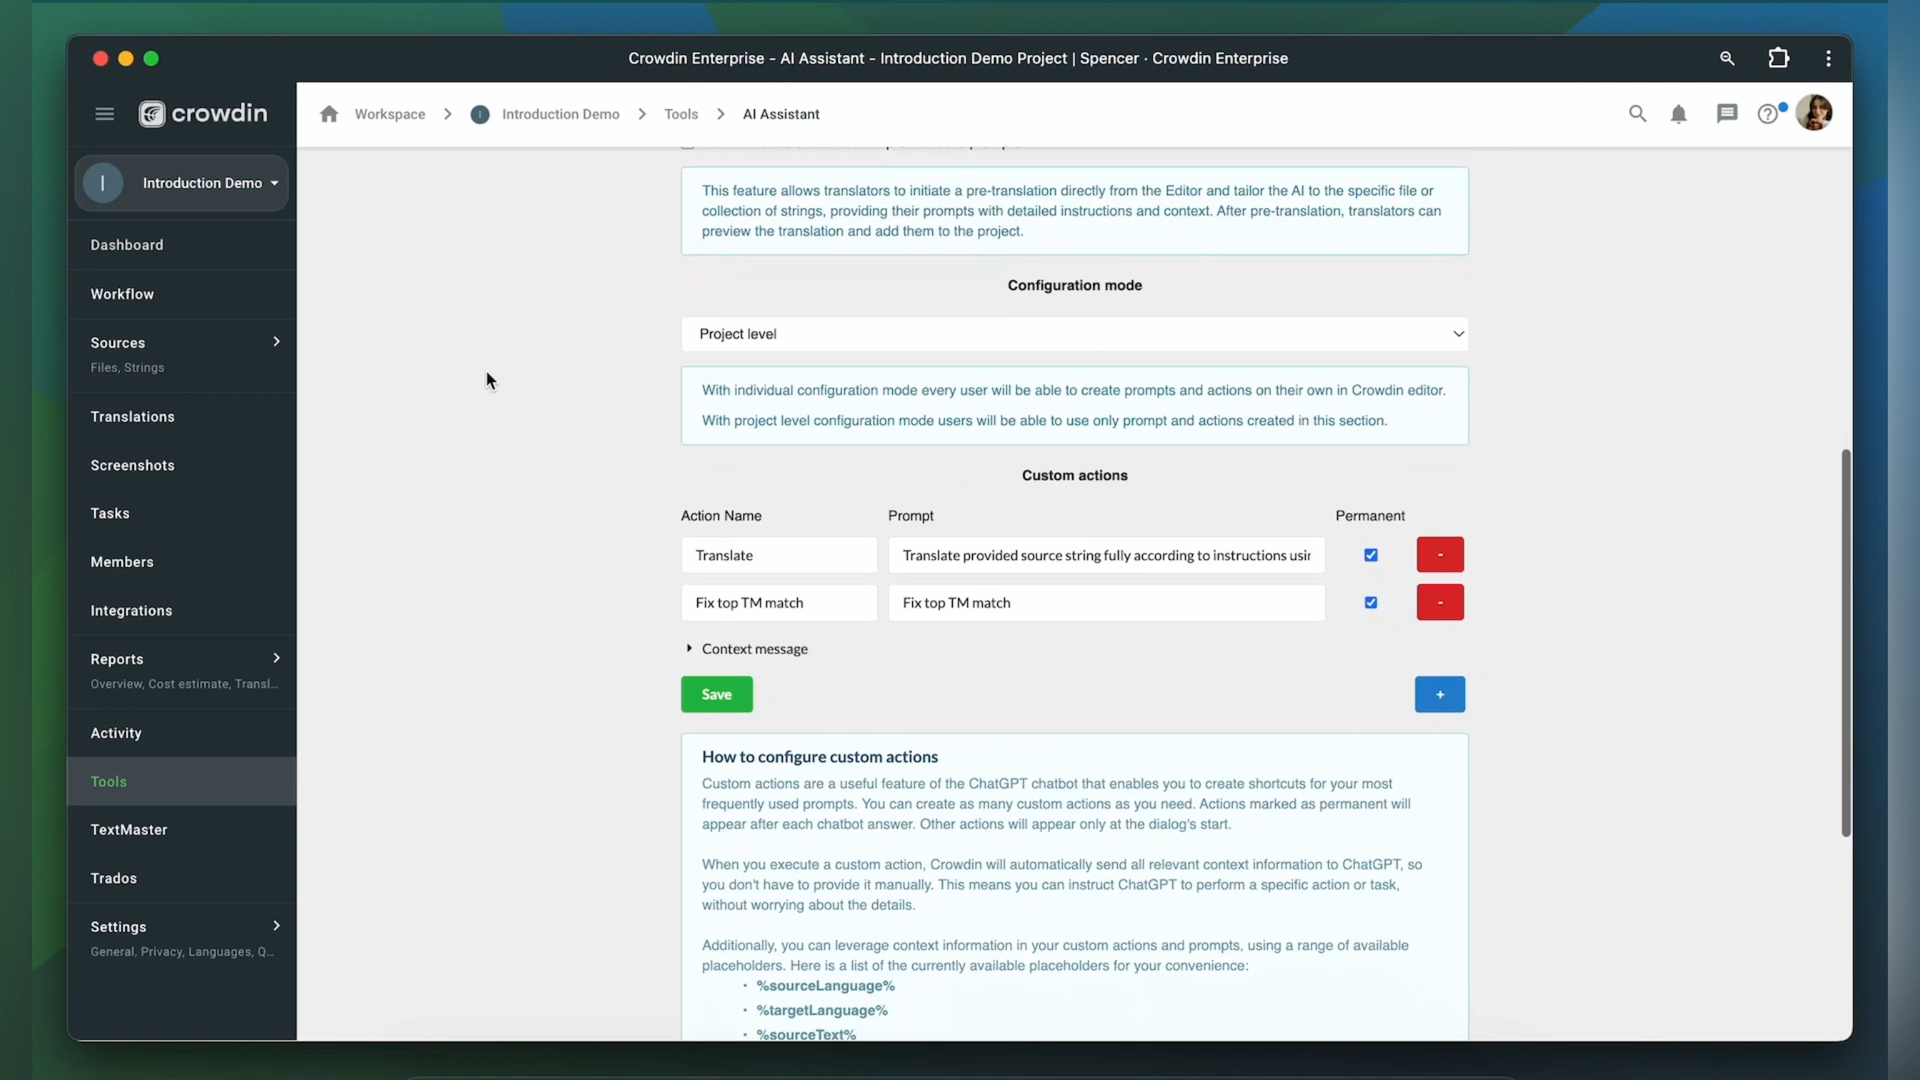 Crowdin Enterprise - AI Assistant - Introduction Demo Project | Spencer · Crowdin Enterprise
crowdin
Workspace
I
Introduction Demo
Tools
AI Assistant
I
Introduction Demo
Dashboard
Workflow
Sources
Files, Strings
Translations
Screenshots
Tasks
Members
Integrations
Reports
Overview, Cost estimate, Transl...
Activity
Tools
TextMaster
Trados
Settings
General, Privacy, Languages, Q...
This feature allows translators to initiate a pre-translation directly from the Editor and tailor the AI to the specific file or
collection of strings, providing their prompts with detailed instructions and context. After pre-translation, translators can
preview the translation and add them to the project.
Configuration mode
Project level
With individual configuration mode every user will be able to create prompts and actions on their own in Crowdin editor.
With project level configuration mode users will be able to use only prompt and actions created in this section.
Custom actions
Action Name
Prompt
Permanent
Translate
Translate provided source string fully according to instructions usin
-
Fix top TM match
Fix top TM match
-
Context message
Save
+
How to configure custom actions
Custom actions are a useful feature of the ChatGPT chatbot that enables you to create shortcuts for your most
frequently used prompts. You can create as many custom actions as you need. Actions marked as permanent will
appear after each chatbot answer. Other actions will appear only at the dialog's start.
When you execute a custom action, Crowdin will automatically send all relevant context information to ChatGPT, so
you don't have to provide it manually. This means you can instruct ChatGPT to perform a specific action or task,
without worrying about the details.
Additionally, you can leverage context information in your custom actions and prompts, using a range of available
placeholders. Here is a list of the currently available placeholders for your convenience:
· %sourceLanguage%
· %targetLanguage%
· %sourceText%